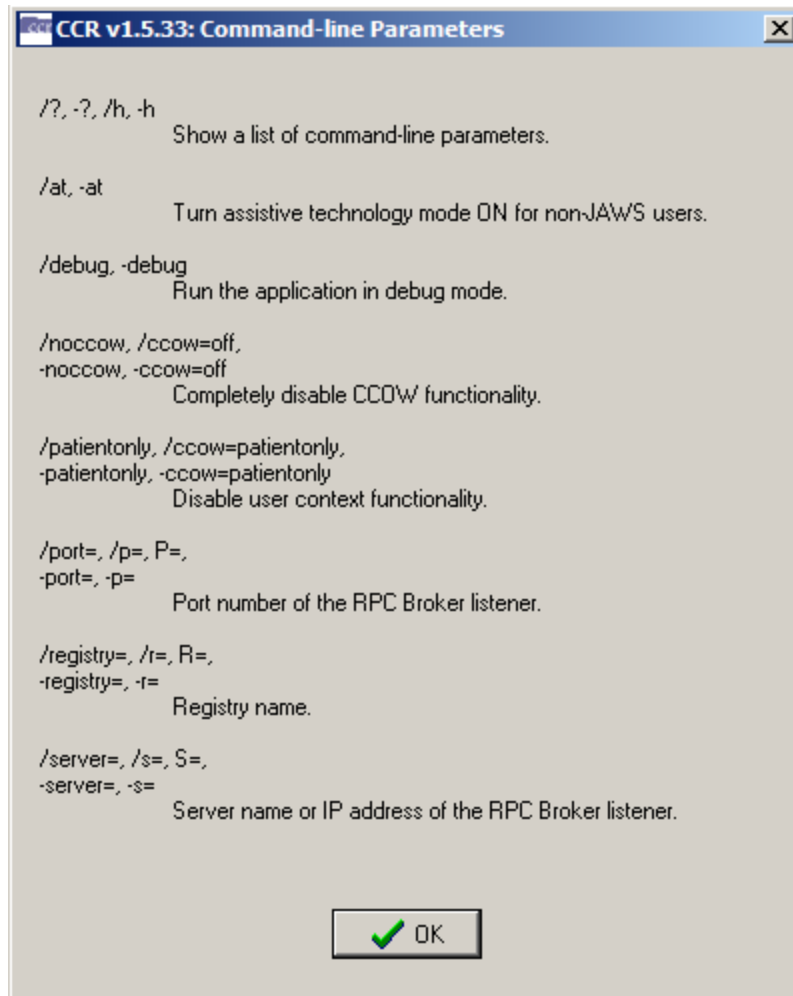 ccr CCR v1.5.33: Command-line Parameters
/?, -?, /h, -h
Show a list of command-line parameters.
/at, -at
Turn assistive technology mode ON for non-JAWS users.
/debug, -debug
Run the application in debug mode.
/noccow, /ccow=off,
-noccow, -ccow=off
Completely disable CCOW functionality.
/patientonly, /ccow=patientonly,
-patientonly, -ccow=patientonly
Disable user context functionality.
/port=, /p=, P=,
-port=, -p=
Port number of the RPC Broker listener.
/registry=, /r=, R=,
-registry=, -r=
Registry name.
/server=, /s=, S=,
-server=, -s=
Server name or IP address of the RPC Broker listener.
OK